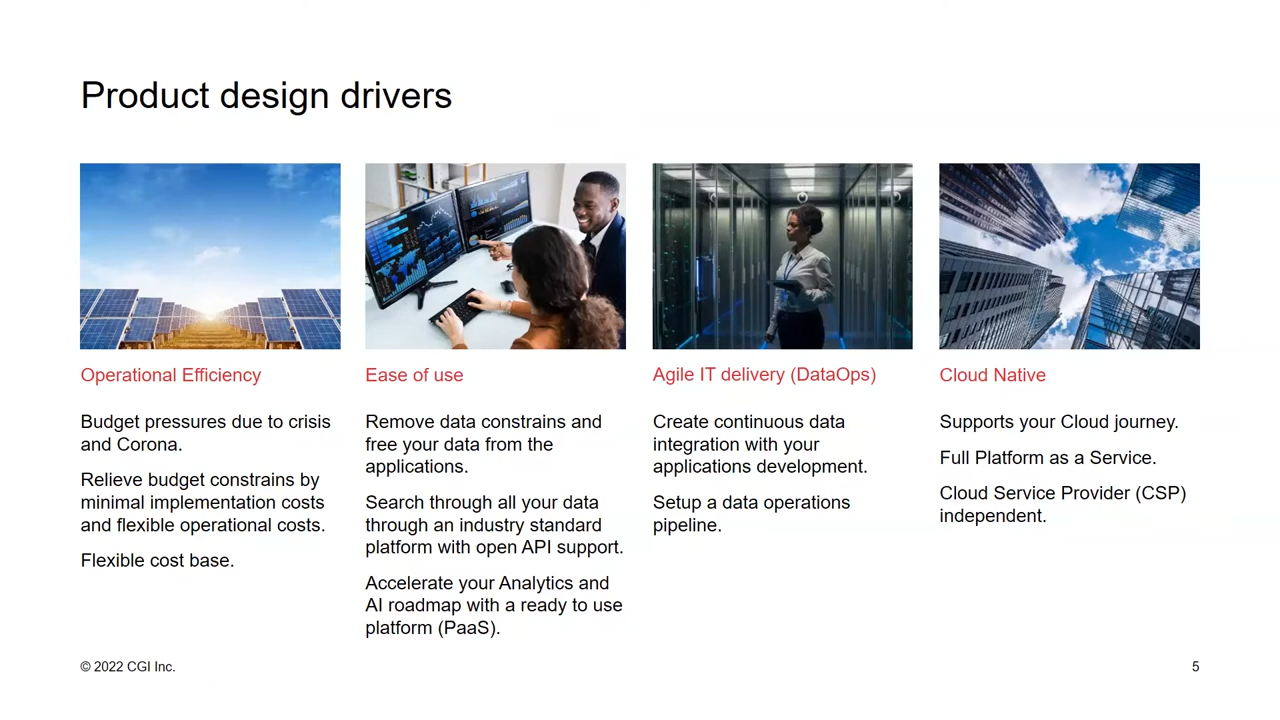 Product design drivers
Operational Efficiency
Budget pressures due to crisis
and Corona.
Relieve budget constrains by
minimal implementation costs
and flexible operational costs.
Flexible cost base.
Ease of use
Remove data constrains and
free your data from the
applications.
Search through all your data
through an industry standard
platform with open API support.
Accelerate your Analytics and
AI roadmap with a ready to use
platform (PaaS).
Agile IT delivery (DataOps)
Create continuous data
integration with your
applications development.
Setup a data operations
pipeline.
Cloud Native
Supports your Cloud journey.
Full Platform as a Service.
Cloud Service Provider (CSP)
independent.
© 2022 CGI Inc.
5